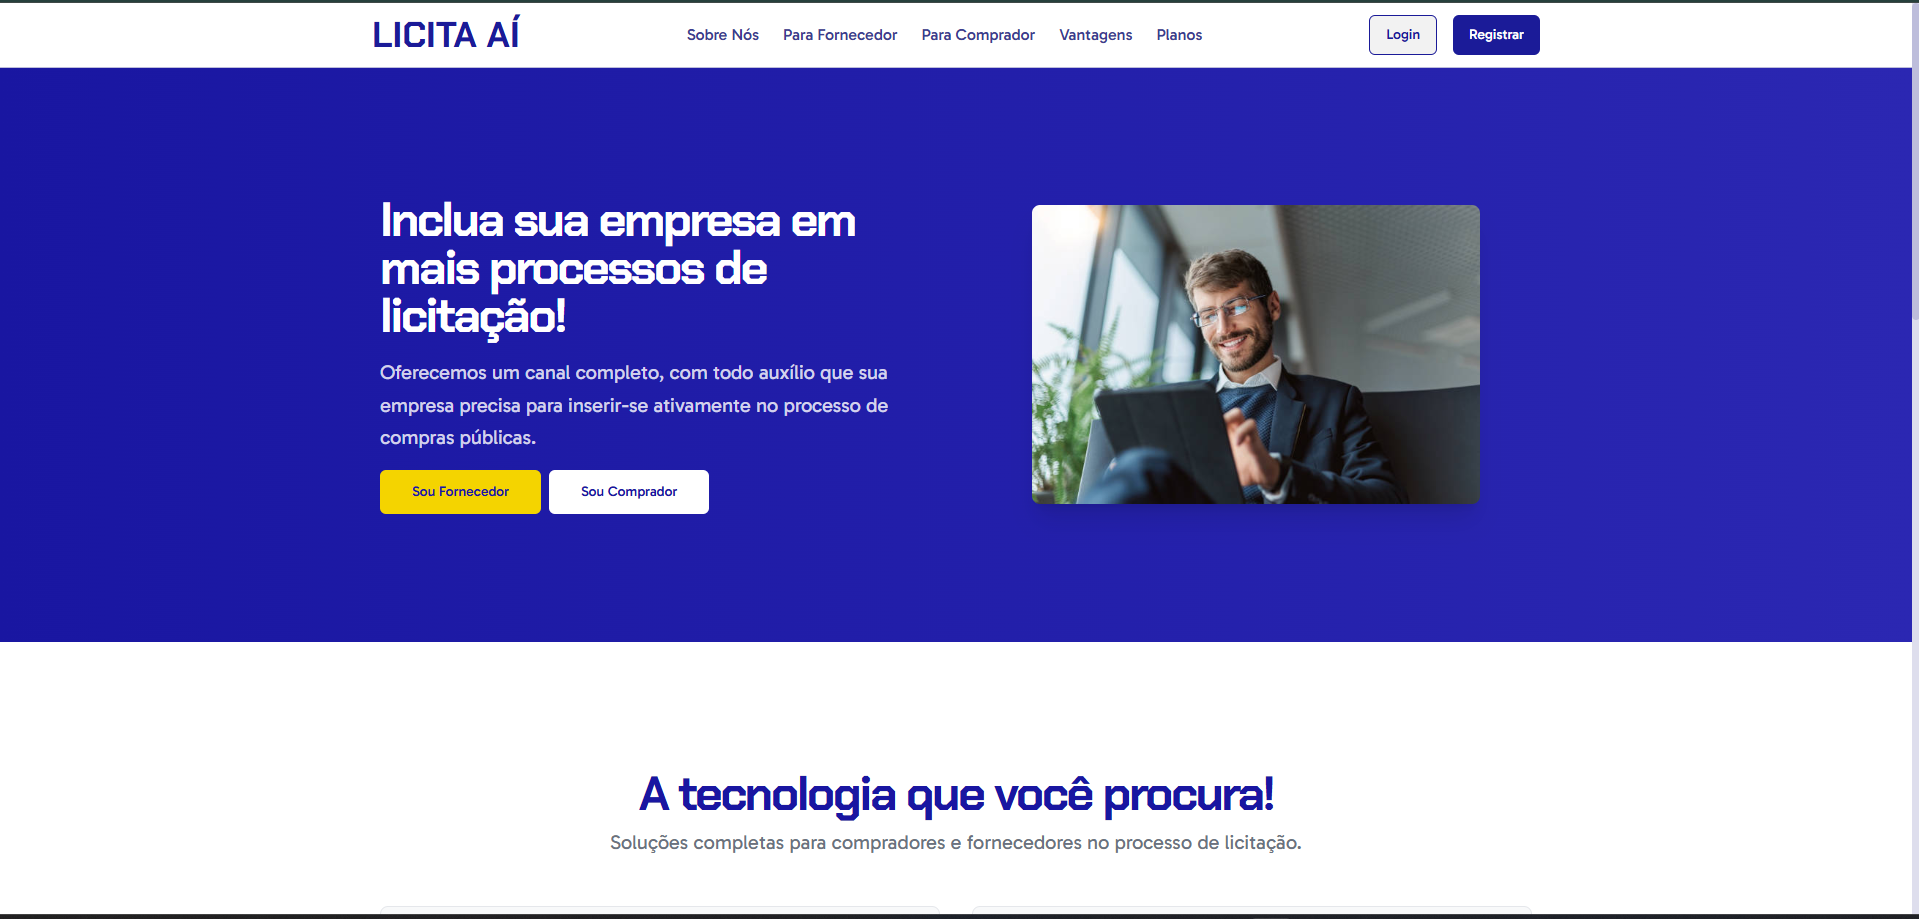 LICITA AÍ
Sobre Nós
Para Fornecedor
Para Comprador
Vantagens
Planos
Login
Registrar
Inclua sua empresa em
mais processos de
licitação!
Oferecemos um canal completo, com todo auxílio que sua
empresa precisa para inserir-se ativamente no processo de
compras públicas.
Sou Fornecedor
Sou Comprador
A tecnologia que você procura!
Soluções completas para compradores e fornecedores no processo de licitação.